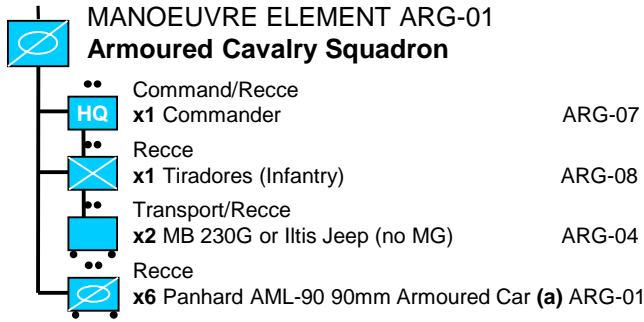 MANOEUVRE ELEMENT ARG-01
Armoured Cavalry Squadron
Command/Recce
HQ x1 Commander ARG-07
Recce
x1 Tiradores (Infantry) ARG-08
Transport/Recce
x2 MB 230G or Iltis Jeep (no MG) ARG-04
Recce
x6 Panhard AML-90 90mm Armoured Car (a) ARG-01